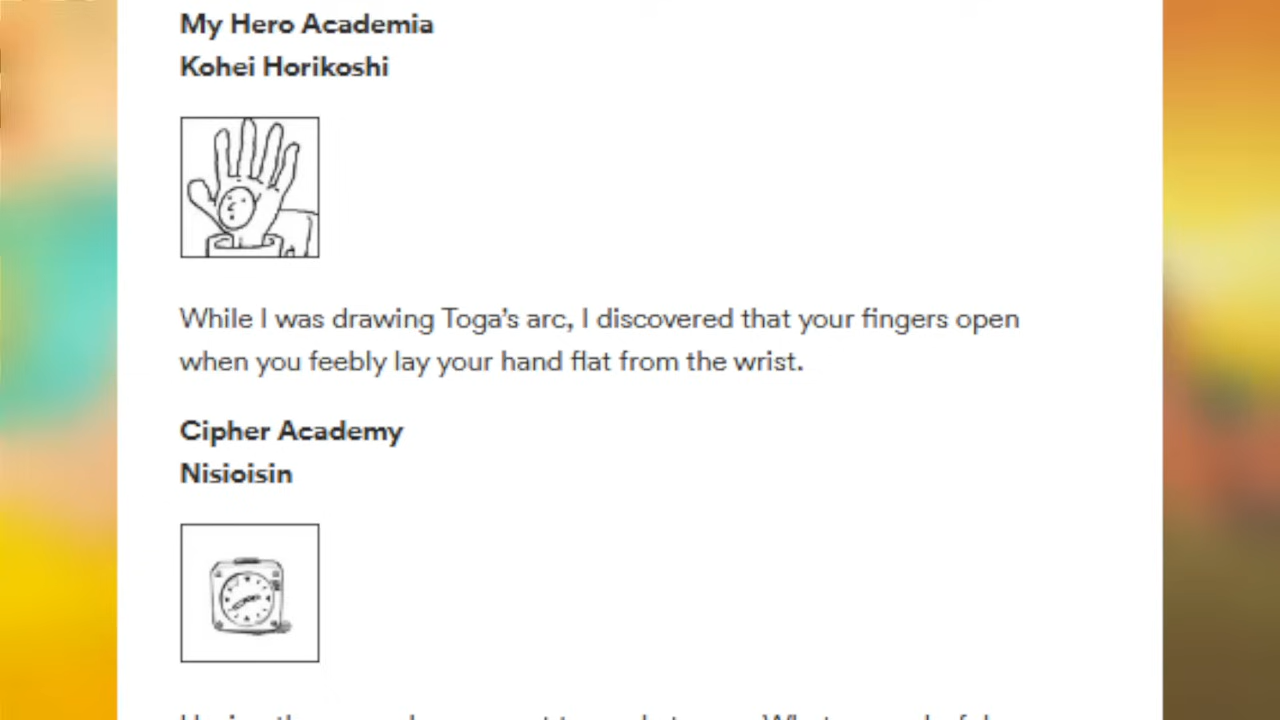 My Hero Academia
Kohei Horikoshi
While I was drawing Toga's arc, I discovered that your fingers open
when you feebly lay your hand flat from the wrist.
Cipher Academy
Nisioisin